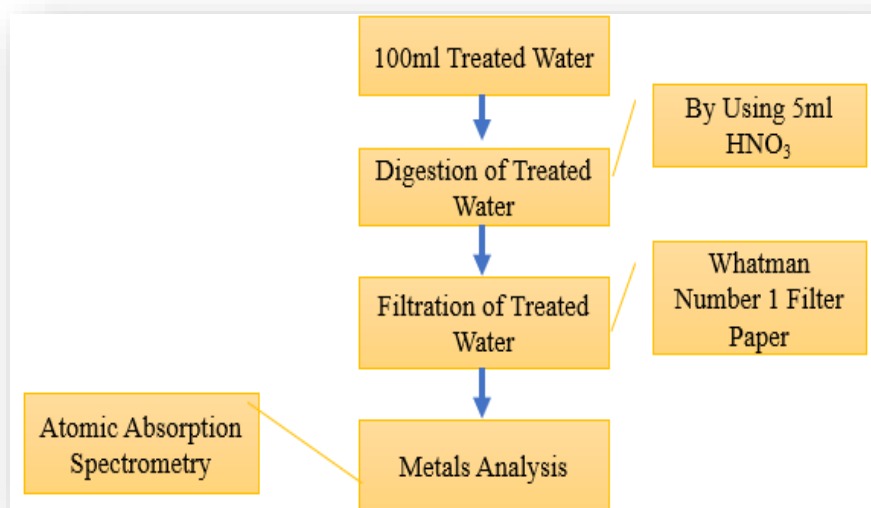 100ml Treated Water
By Using 5ml
HNO₃
Digestion of Treated
Water
Whatman
Number 1 Filter
Paper
Filtration of Treated
Water
Atomic Absorption
Spectrometry
Metals Analysis